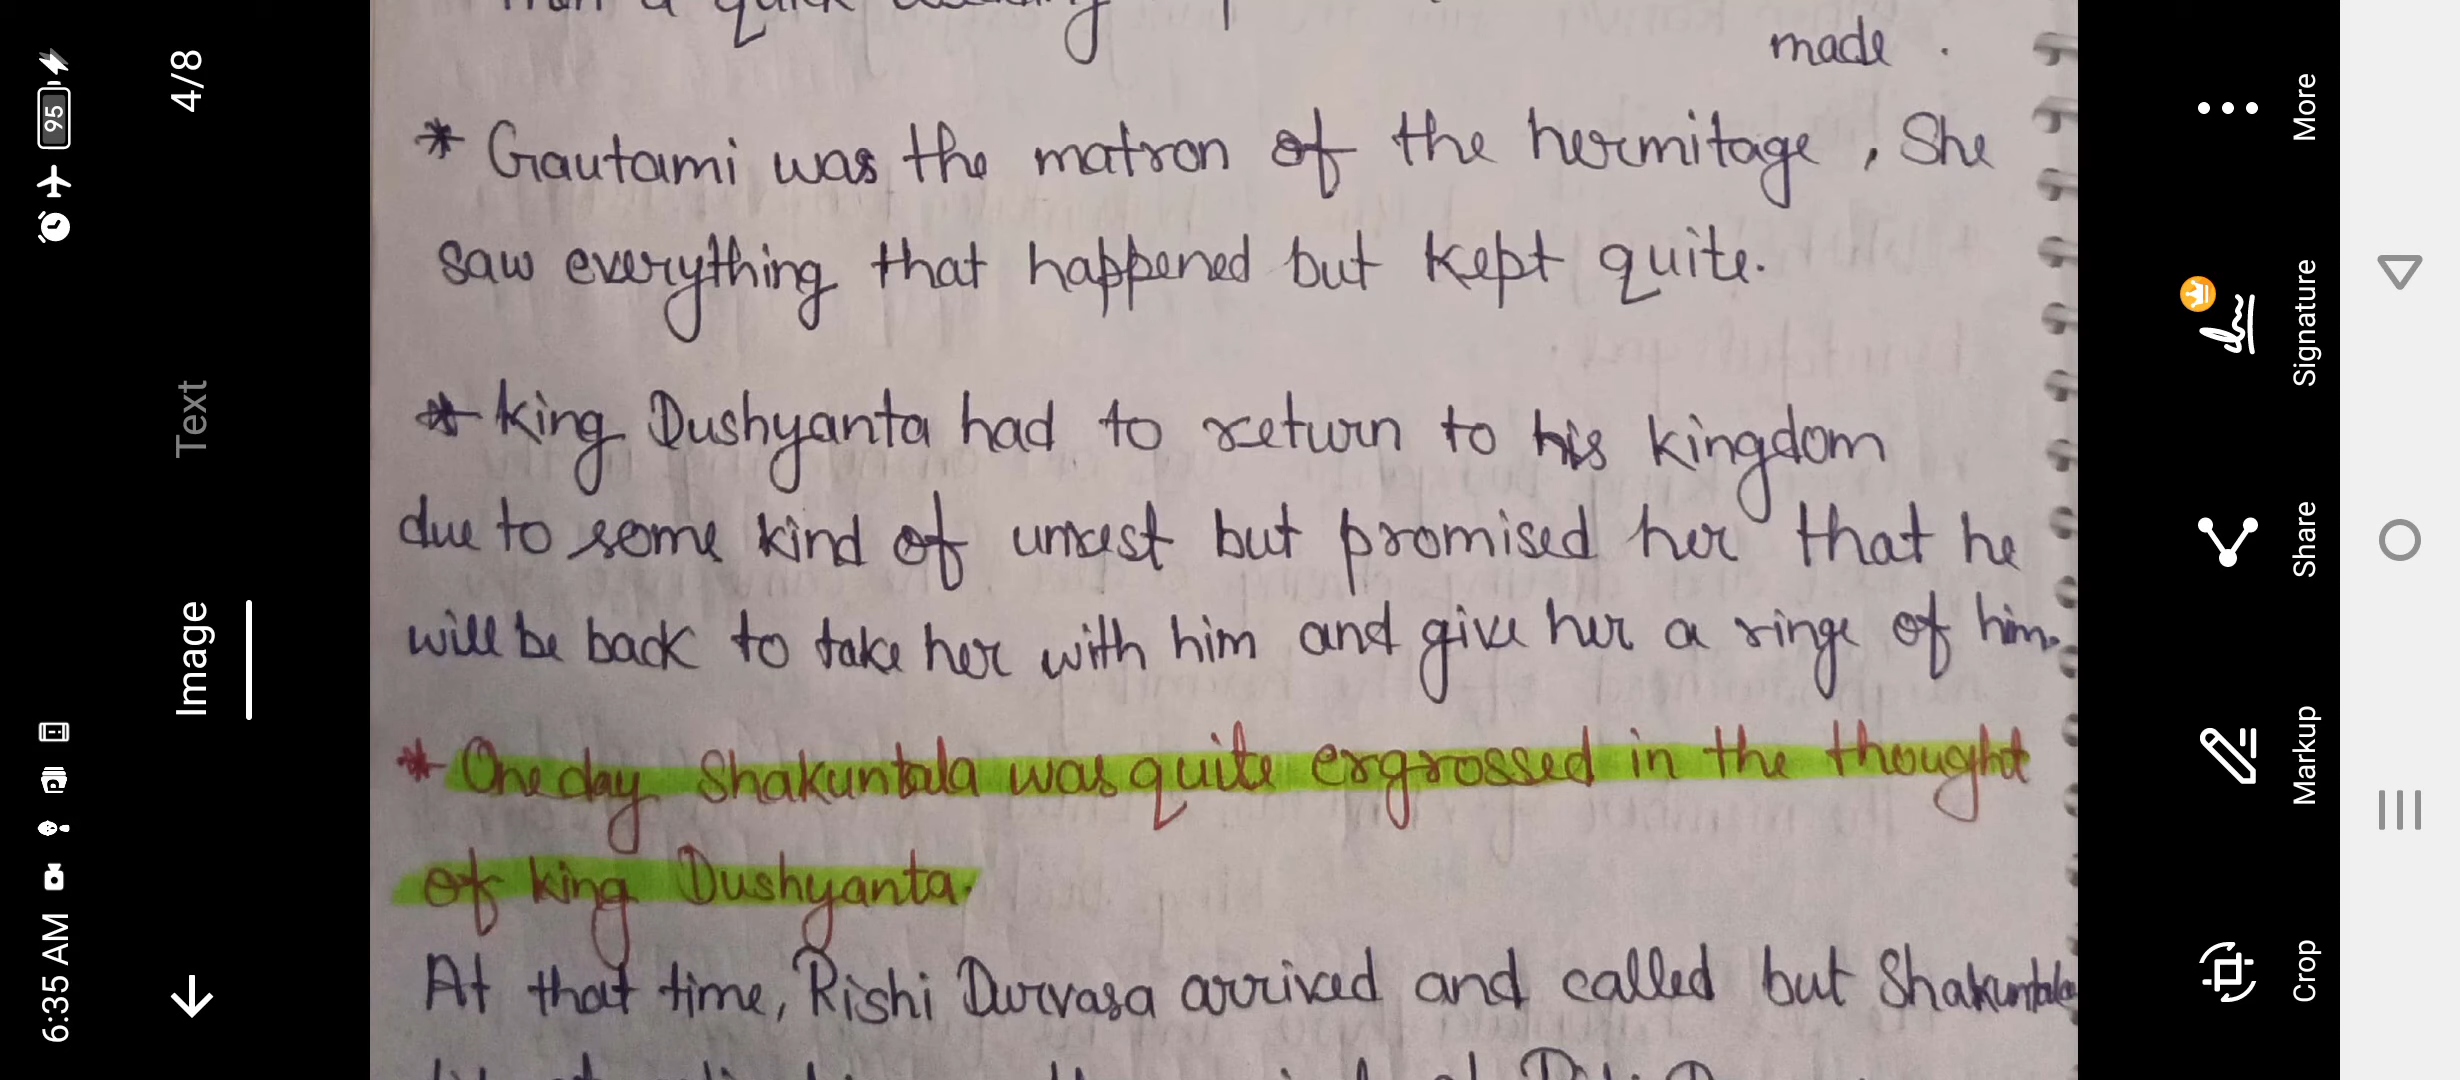 made .
* Gautami was the matron of the hermitage, She
saw everything that happened but kept quite.
* King Dushyanta had to return to his kingdom
due to some kind of unrest but promised her that he
will be back to take her with him and give her a ringe of him.
* One day Shakuntala was quite ergrossed in the thought
of king Dushyanta.
At that time, Rishi Durvasa arrived and called but Shakuntala
4/8
Text
Image
6:35 AM
95
More
Signature
Share
Markup
Crop